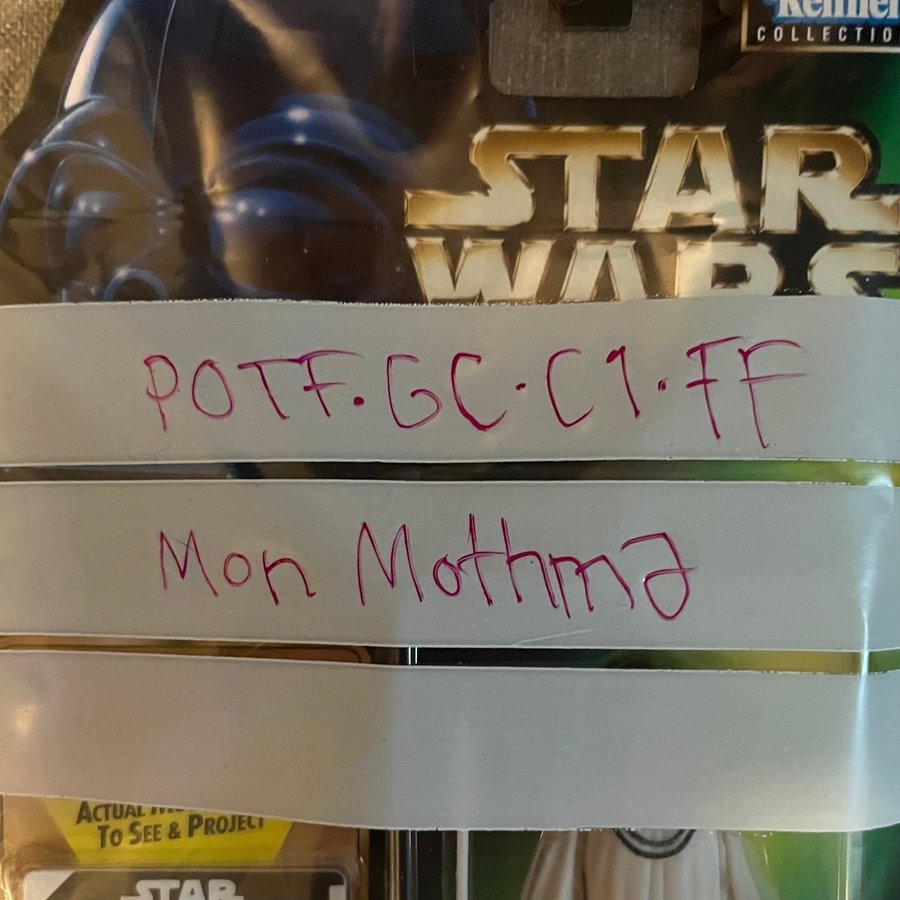 Kenner
COLLECTIO
STAR
WARS
POTF.GC.C1.FF
Mon Mothma
ACTUAL
TO SEE & PROJECT
STAR